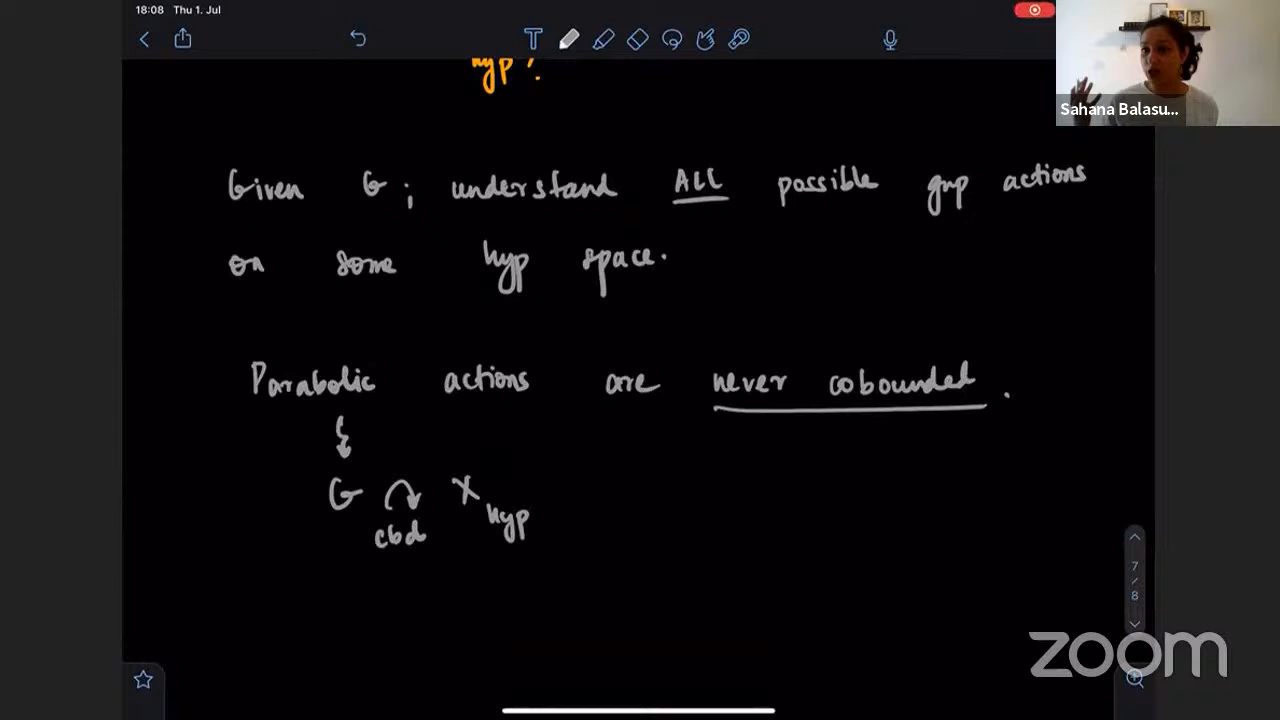 18:08 Thu 1. Jul
Sahana Balasu...
hyp ?
Given G ; understand ALL possible grp actions
on some hyp space.
Parabolic actions are never cobounded .
G X
cbd hyp
7
/
8
zoom